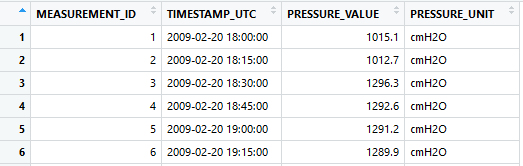 MEASUREMENT_ID TIMESTAMP_UTC PRESSURE_VALUE PRESSURE_UNIT
1 1 2009-02-20 18:00:00 1015.1 cmH2O
2 2 2009-02-20 18:15:00 1012.7 cmH2O
3 3 2009-02-20 18:30:00 1296.3 cmH2O
4 4 2009-02-20 18:45:00 1292.6 cmH2O
5 5 2009-02-20 19:00:00 1291.2 cmH2O
6 6 2009-02-20 19:15:00 1289.9 cmH2O